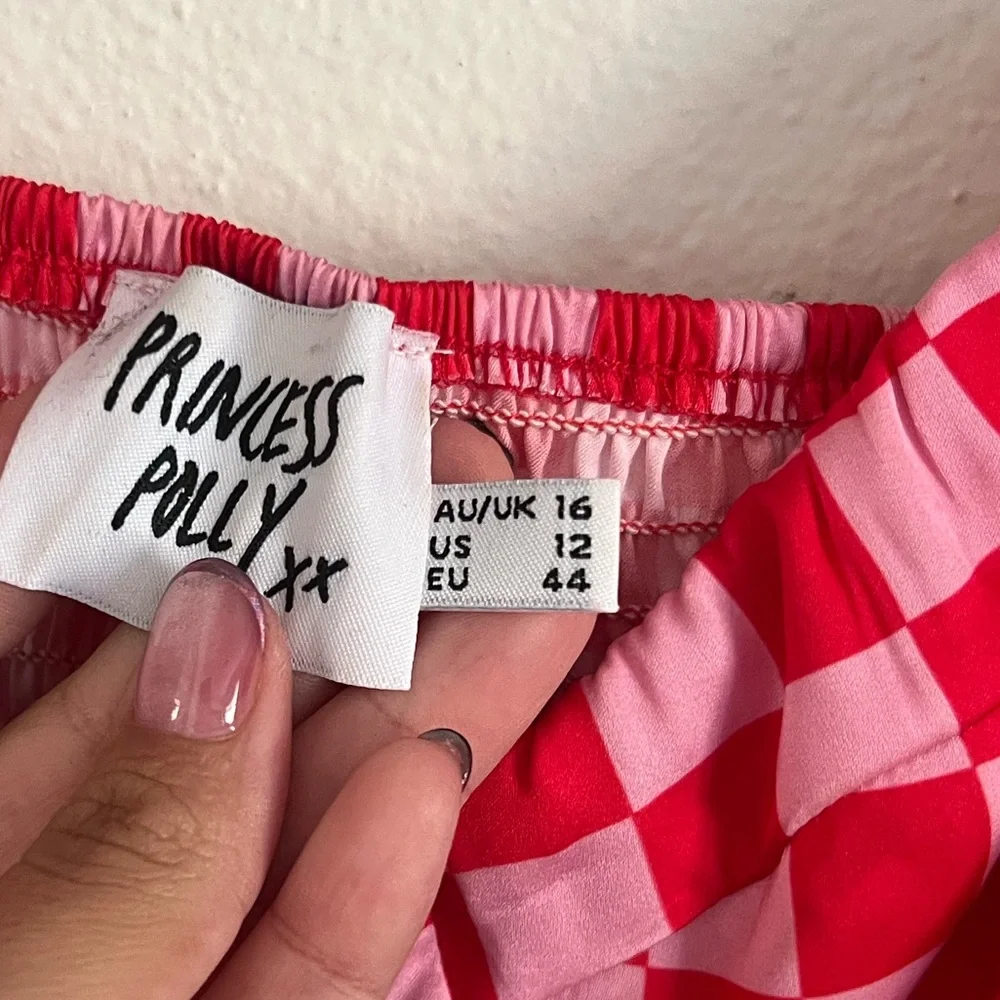 PRINCESS
POLLY xx
AU/UK 16
US 12
EU 44